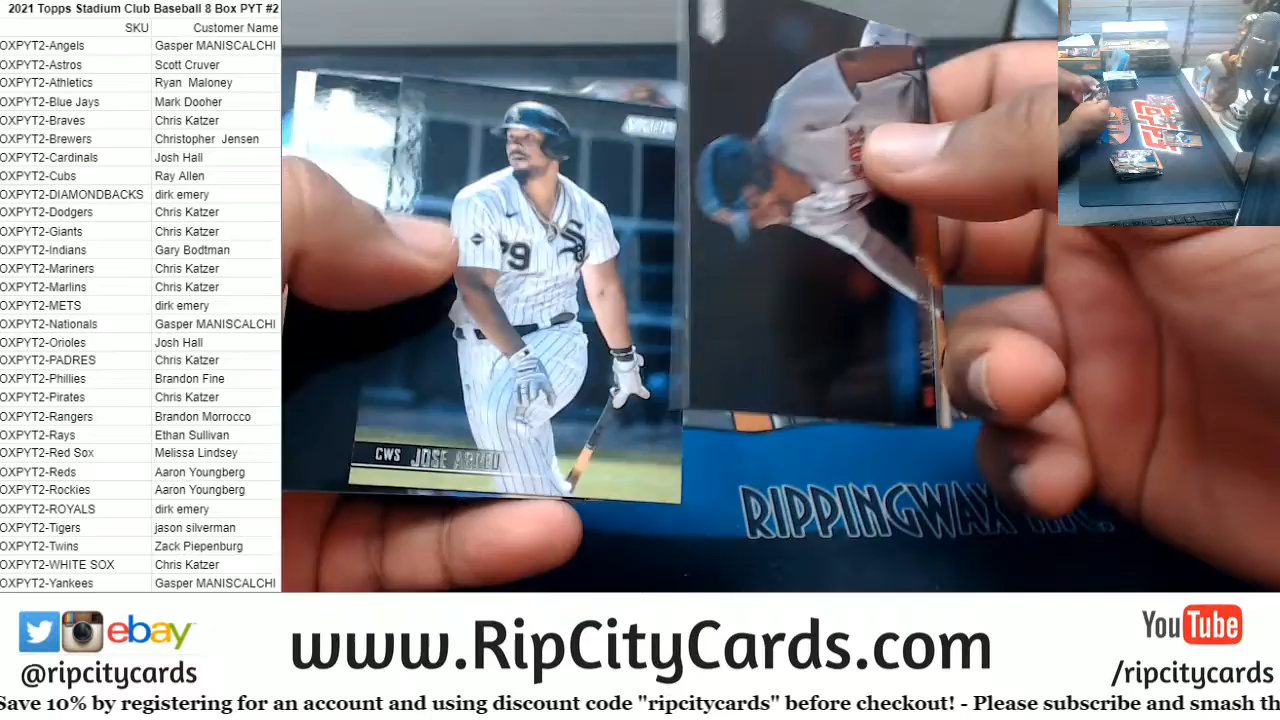 2021 Topps Stadium Club Baseball 8 Box PYT #2
SKU Customer Name
OXPYT2-Angels Gasper MANISCALCHI
OXPYT2-Astros Scott Cruver
OXPYT2-Athletics Ryan Maloney
OXPYT2-Blue Jays Mark Dooher
OXPYT2-Braves Chris Katzer
OXPYT2-Brewers Christopher Jensen
OXPYT2-Cardinals Josh Hall
OXPYT2-Cubs Ray Allen
OXPYT2-DIAMONDBACKS dirk emery
OXPYT2-Dodgers Chris Katzer
OXPYT2-Giants Chris Katzer
OXPYT2-Indians Gary Bodtman
OXPYT2-Mariners Chris Katzer
OXPYT2-Marlins Chris Katzer
OXPYT2-METS dirk emery
OXPYT2-Nationals Gasper MANISCALCHI
OXPYT2-Orioles Josh Hall
OXPYT2-PADRES Chris Katzer
OXPYT2-Phillies Brandon Fine
OXPYT2-Pirates Chris Katzer
OXPYT2-Rangers Brandon Morrocco
OXPYT2-Rays Ethan Sullivan
OXPYT2-Red Sox Melissa Lindsey
OXPYT2-Reds Aaron Youngberg
OXPYT2-Rockies Aaron Youngberg
OXPYT2-ROYALS dirk emery
OXPYT2-Tigers jason silverman
OXPYT2-Twins Zack Piepenburg
OXPYT2-WHITE SOX Chris Katzer
OXPYT2-Yankees Gasper MANISCALCHI
79
CWS JOSE ABREU
RIPPINGWAX
TOPPS
ebay
@ripcitycards
www.RipCityCards.com
YouTube
/ripcitycards
Save 10% by registering for an account and using discount code "ripcitycards" before checkout! - Please subscribe and smash th